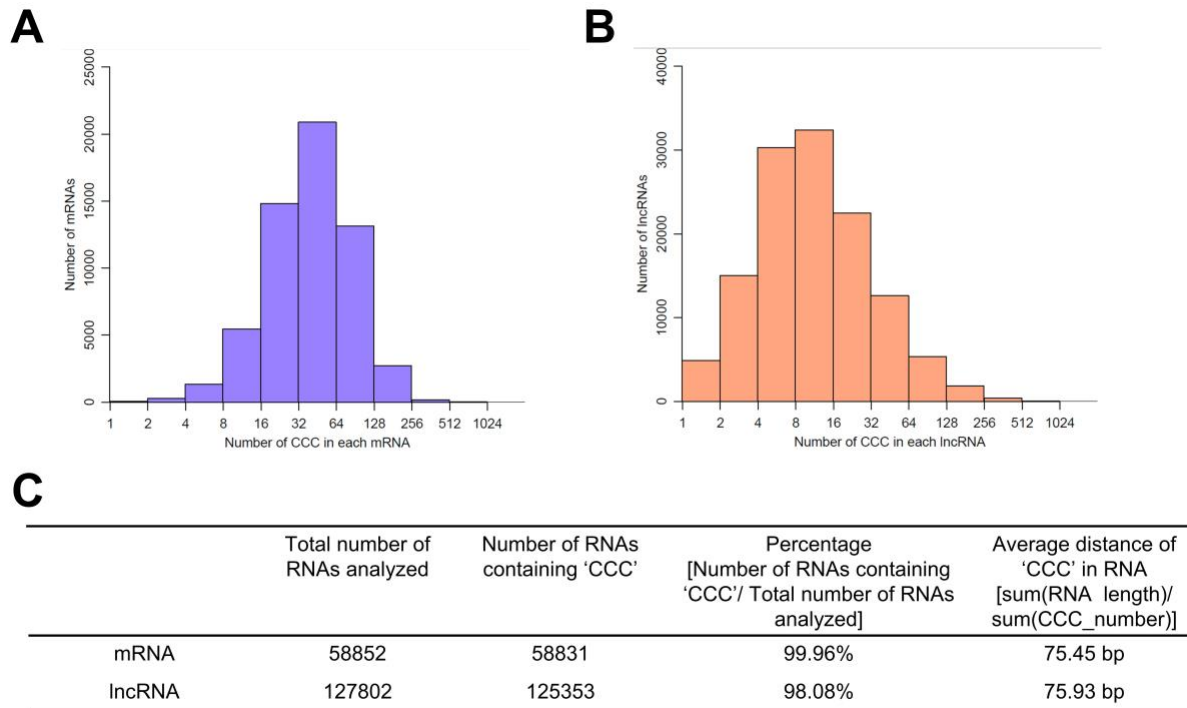 A
25000
20000
15000
10000
5000
0
Number of mRNAs
1 2 4 8 16 32 64 128 256 512 1024
Number of CCC in each mRNA
B
40000
30000
20000
10000
0
Number of lncRNAs
1 2 4 8 16 32 64 128 256 512 1024
Number of CCC in each lncRNA
C
Total number of RNAs analyzed
Number of RNAs containing ‘CCC’
Percentage [Number of RNAs containing ‘CCC’/ Total number of RNAs analyzed]
Average distance of ‘CCC’ in RNA [sum(RNA length)/ sum(CCC_number)]
mRNA 58852 58831 99.96% 75.45 bp
lncRNA 127802 125353 98.08% 75.93 bp